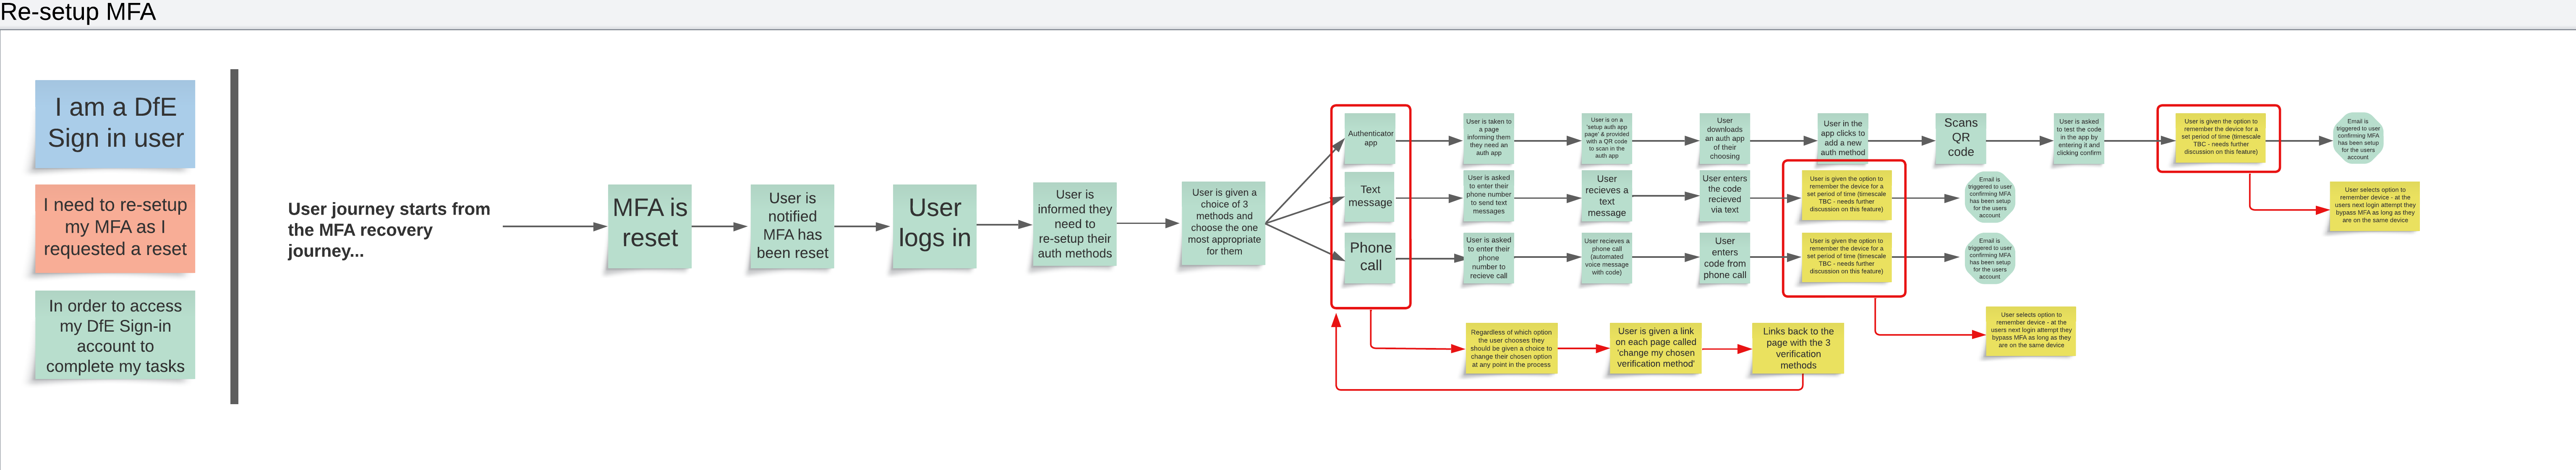 Re-setup MFA
I am a DfE
Sign in user
I need to re-setup
my MFA as I
requested a reset
In order to access
my DfE Sign-in
account to
complete my tasks
User journey starts from
the MFA recovery
journey...
MFA is
reset
User is
notified
MFA has
been reset
User
logs in
User is
informed they
need to
re-setup their
auth methods
User is given a
choice of 3
methods and
choose the one
most appropriate
for them
Authenticator
app
User is taken to
a page
informing them
they need an
auth app
User is on a
'setup auth app
page' & provided
with a QR code
to scan in the
auth app
User
downloads
an auth app
of their
choosing
User in the
app clicks to
add a new
auth method
Scans
QR
code
User is asked
to test the code
in the app by
entering it and
clicking confirm
User is given the option to
remember the device for a
set period of time (timescale
TBC - needs further
discussion on this feature)
Email is
triggered to user
confirming MFA
has been setup
for the users
account
User selects option to
remember device - at the
users next login attempt they
bypass MFA as long as they
are on the same device
Text
message
User is asked
to enter their
phone number
to send text
messages
User
recieves a
text
message
User enters
the code
recieved
via text
User is given the option to
remember the device for a
set period of time (timescale
TBC - needs further
discussion on this feature)
Email is
triggered to user
confirming MFA
has been setup
for the users
account
Phone
call
User is asked
to enter their
phone
number to
recieve call
User recieves a
phone call
(automated
voice message
with code)
User
enters
code from
phone call
User is given the option to
remember the device for a
set period of time (timescale
TBC - needs further
discussion on this feature)
Email is
triggered to user
confirming MFA
has been setup
for the users
account
User selects option to
remember device - at the
users next login attempt they
bypass MFA as long as they
are on the same device
Regardless of which option
the user chooses they
should be given a choice to
change their chosen option
at any point in the process
User is given a link
on each page called
'change my chosen
verification method'
Links back to the
page with the 3
verification
methods